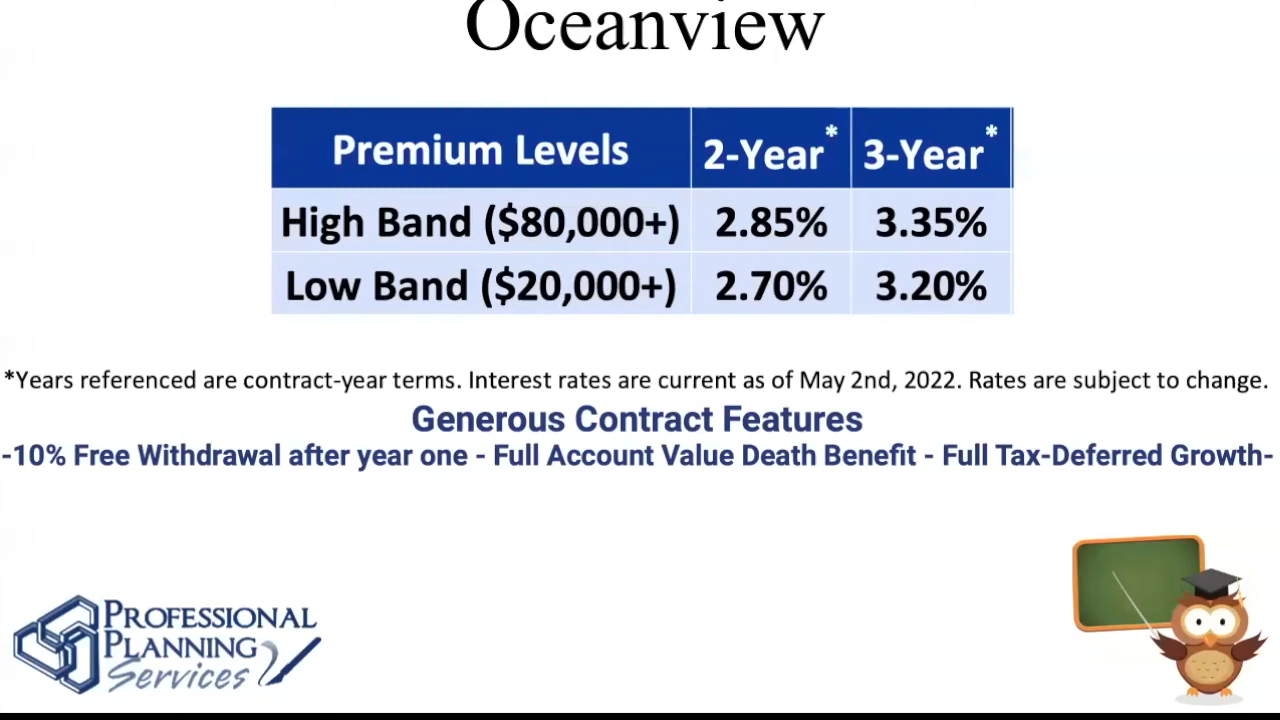 Oceanview
Premium Levels 2-Year* 3-Year*
High Band ($80,000+) 2.85% 3.35%
Low Band ($20,000+) 2.70% 3.20%
*Years referenced are contract-year terms. Interest rates are current as of May 2nd, 2022. Rates are subject to change.
Generous Contract Features
-10% Free Withdrawal after year one - Full Account Value Death Benefit - Full Tax-Deferred Growth-
PROFESSIONAL
PLANNING
Services